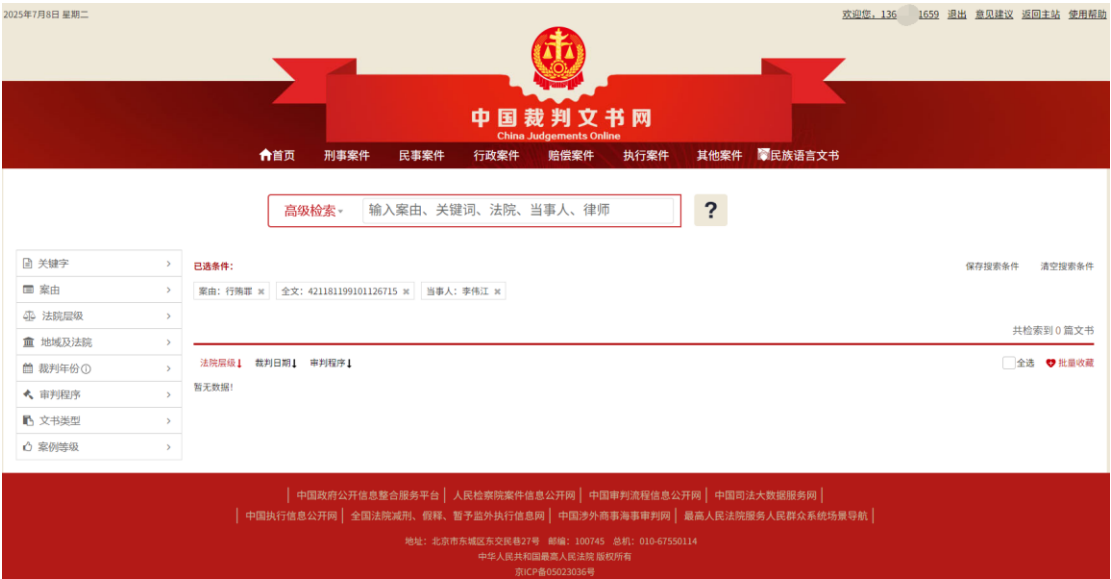 2025年7月8日 星期二
欢迎您，136 1659 退出 意见建议 返回主站 使用帮助
中国裁判文书网
China Judgements Online
首页 刑事案件 民事案件 行政案件 赔偿案件 执行案件 其他案件 民族语言文书
高级检索 输入案由、关键词、法院、当事人、律师 ?
关键字
案由
法院层级
地域及法院
裁判年份
审判程序
文书类型
案例等级
已选条件： 保存搜索条件 清空搜索条件
案由：行贿罪 全文：421181199101126715 当事人：李伟江
共检索到 0 篇文书
法院层级 裁判日期 审判程序 全选 批量收藏
暂无数据！
中国政府公开信息整合服务平台 | 人民检察院案件信息公开网 | 中国审判流程信息公开网 | 中国司法大数据服务网 |
中国执行信息公开网 | 全国法院减刑、假释、暂予监外执行信息网 | 中国涉外商事海事审判网 | 最高人民法院服务人民群众系统场景导航 |
地址：北京市东城区东交民巷27号 邮编：100745 总机：010-67550114
中华人民共和国最高人民法院 版权所有
京ICP备05023036号